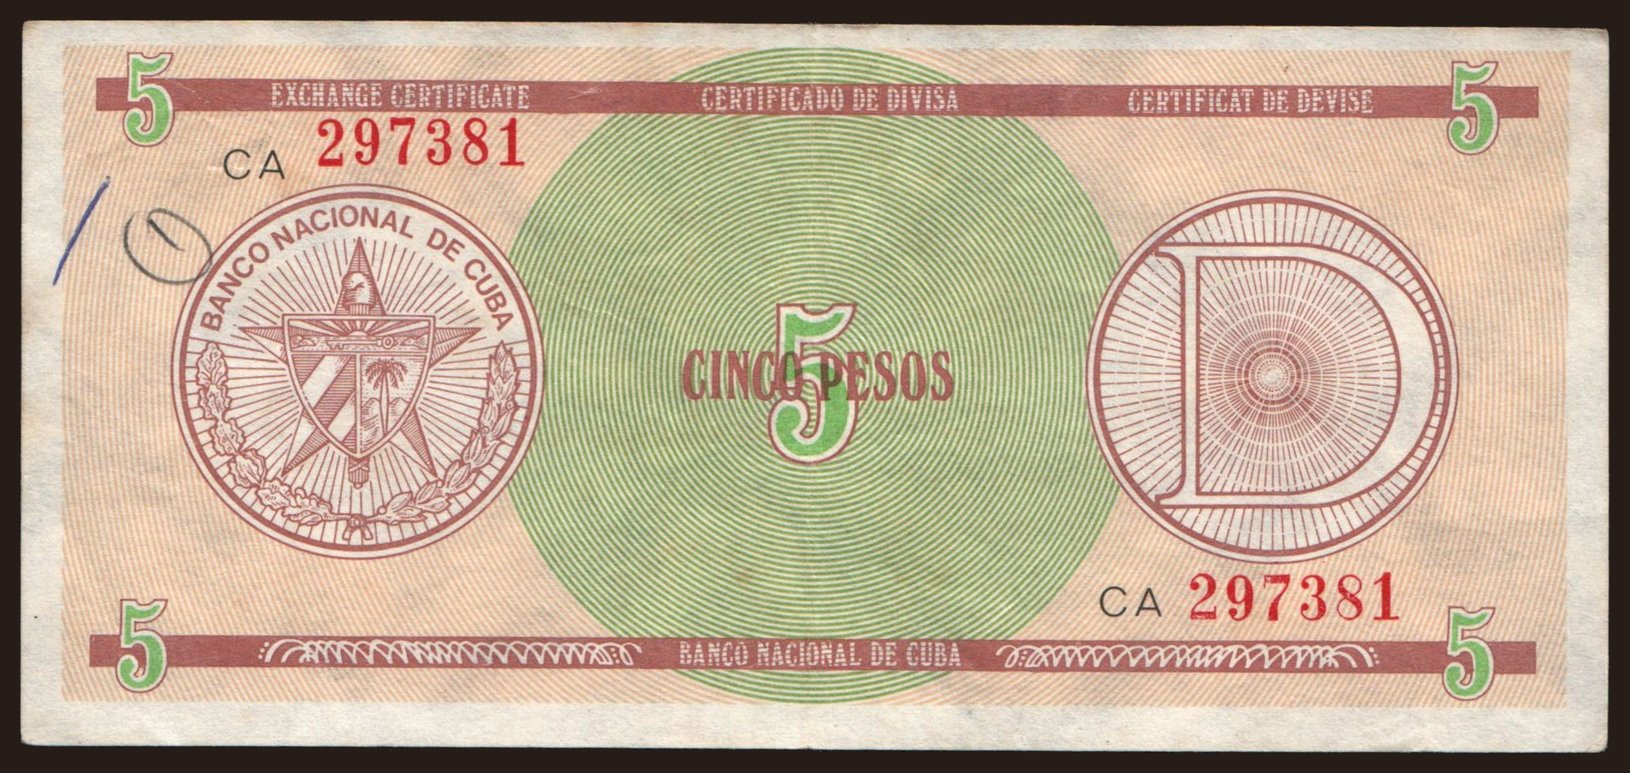 5 EXCHANGE CERTIFICATE CERTIFICADO DE DIVISA CERTIFICAT DE DEVISE 5
CA 297381
BANCO NACIONAL DE CUBA
5
CINCO PESOS
D
CA 297381
5 BANCO NACIONAL DE CUBA 5